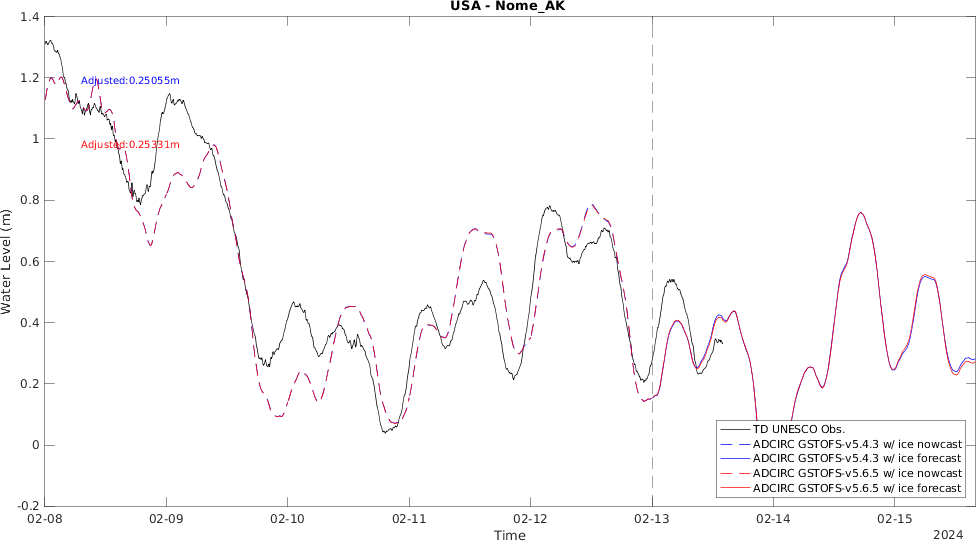 USA - Nome_AK
1.4
1.2
1
0.8
0.6
0.4
0.2
0
-0.2
Water Level (m)
Adjusted:0.25055m
Adjusted:0.25331m
TD UNESCO Obs.
ADCIRC GSTOFS-v5.4.3 w/ ice nowcast
ADCIRC GSTOFS-v5.4.3 w/ ice forecast
ADCIRC GSTOFS-v5.6.5 w/ ice nowcast
ADCIRC GSTOFS-v5.6.5 w/ ice forecast
02-08 02-09 02-10 02-11 02-12 02-13 02-14 02-15
Time
2024